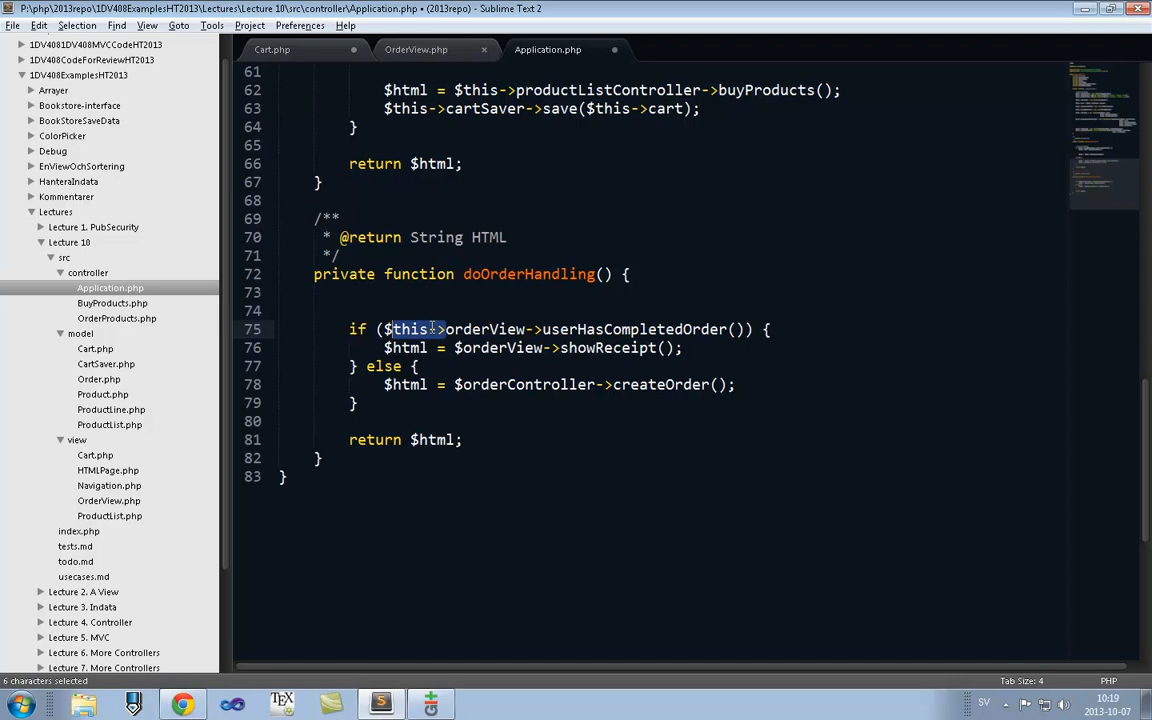 P:\php\2013repo\1DV408ExamplesHT2013\Lectures\Lecture 10\src\controller\Application.php • (2013repo) - Sublime Text 2
File Edit Selection Find View Goto Tools Project Preferences Help
1DV4081DV408MVCCodeHT2013
1DV408CodeForReviewHT2013
1DV408ExamplesHT2013
Arrayer
Bookstore-interface
BookStoreSaveData
ColorPicker
Debug
EnViewOchSortering
HanteraIndata
Kommentarer
Lectures
Lecture 1. PubSecurity
Lecture 10
src
controller
Application.php
BuyProducts.php
OrderProducts.php
model
Cart.php
CartSaver.php
Order.php
Product.php
ProductLine.php
ProductList.php
view
Cart.php
HTMLPage.php
Navigation.php
OrderView.php
ProductList.php
index.php
tests.md
todo.md
usecases.md
Lecture 2. A View
Lecture 3. Indata
Lecture 4. Controller
Lecture 5. MVC
Lecture 6. More Controllers
Lecture 7. More Controllers
Cart.php OrderView.php Application.php
61
62 $html = $this->productListController->buyProducts();
63 $this->cartSaver->save($this->cart);
64 }
65
66 return $html;
67 }
68
69 /**
70 * @return String HTML
71 */
72 private function doOrderHandling() {
73
74
75 if ($this->orderView->userHasCompletedOrder()) {
76 $html = $orderView->showReceipt();
77 } else {
78 $html = $orderController->createOrder();
79 }
80
81 return $html;
82 }
83 }
6 characters selected Tab Size: 4 PHP
SV 10:19
2013-10-07